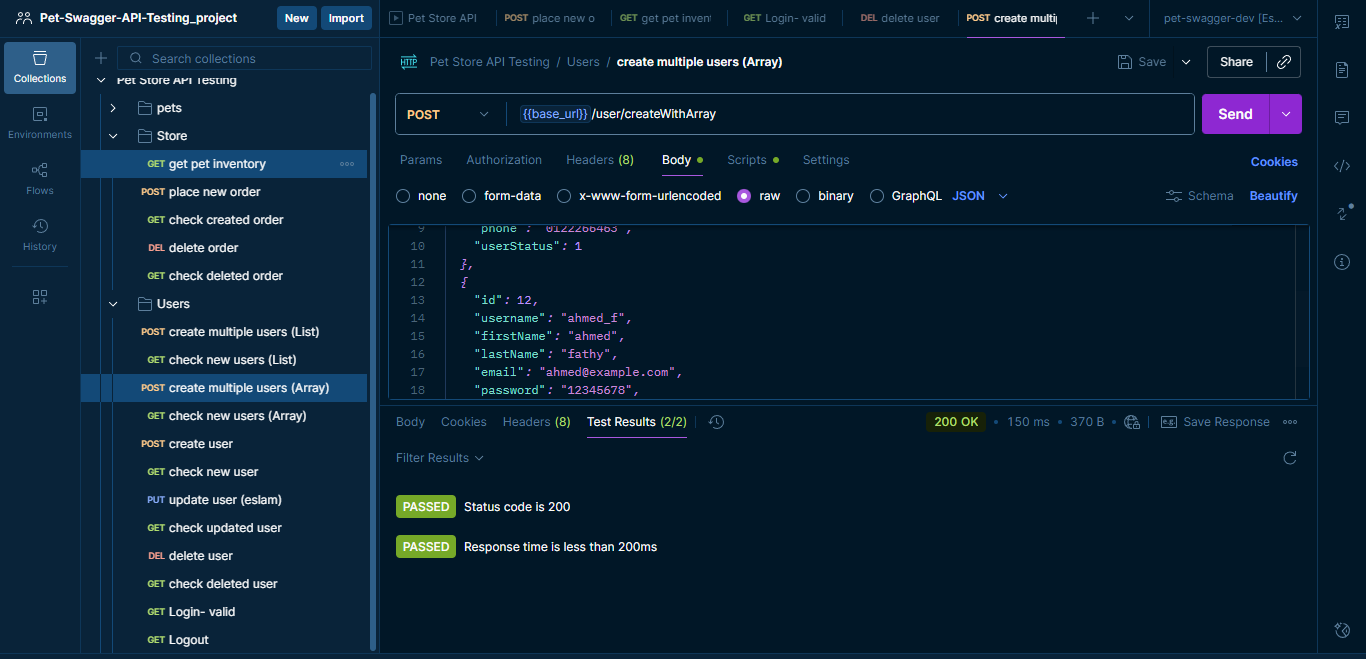 Pet-Swagger-API-Testing_project
New
Import
Pet Store API
POST place new o
GET get pet invent
GET Login- valid
DEL delete user
POST create multip
pet-swagger-dev [Es...
Collections
Environments
Flows
History
Search collections
Pet Store API Testing
pets
Store
GET get pet inventory
POST place new order
GET check created order
DEL delete order
GET check deleted order
Users
POST create multiple users (List)
GET check new users (List)
POST create multiple users (Array)
GET check new users (Array)
POST create user
GET check new user
PUT update user (eslam)
GET check updated user
DEL delete user
GET check deleted user
GET Login- valid
GET Logout
HTTP Pet Store API Testing / Users / create multiple users (Array)
Save
Share
POST {{base_url}}/user/createWithArray
Send
Params Authorization Headers (8) Body Scripts Settings
Cookies
none form-data x-www-form-urlencoded raw binary GraphQL JSON
Schema Beautify
9 "phone": "0122266463",
10 "userStatus": 1
11 },
12 {
13 "id": 12,
14 "username": "ahmed_f",
15 "firstName": "ahmed",
16 "lastName": "fathy",
17 "email": "ahmed@example.com",
18 "password": "12345678",
Body Cookies Headers (8) Test Results (2/2)
200 OK • 150 ms • 370 B •
e.g. Save Response
Filter Results
PASSED Status code is 200
PASSED Response time is less than 200ms